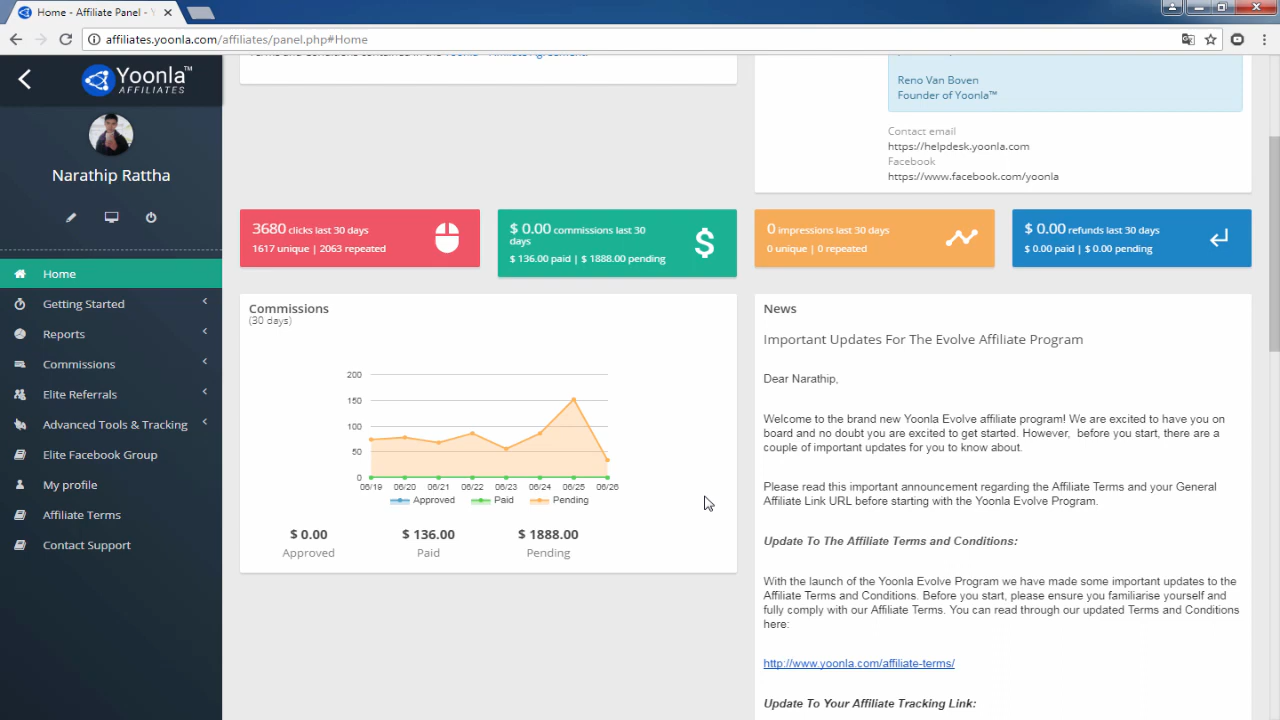 Home - Affiliate Panel - Y
affiliates.yoonla.com/affiliates/panel.php#Home
Yoonla™
AFFILIATES
Narathip Rattha
Home
Getting Started
Reports
Commissions
Elite Referrals
Advanced Tools & Tracking
Elite Facebook Group
My profile
Affiliate Terms
Contact Support
Reno Van Boven
Founder of Yoonla™
Contact email
https://helpdesk.yoonla.com
Facebook
https://www.facebook.com/yoonla
3680 clicks last 30 days
1617 unique | 2063 repeated
$ 0.00 commissions last 30
days
$ 136.00 paid | $ 1888.00 pending
0 impressions last 30 days
0 unique | 0 repeated
$ 0.00 refunds last 30 days
$ 0.00 paid | $ 0.00 pending
Commissions
(30 days)
200
150
100
50
0
06/19 06/20 06/21 06/22 06/23 06/24 06/25 06/26
Approved Paid Pending
$ 0.00 $ 136.00 $ 1888.00
Approved Paid Pending
News
Important Updates For The Evolve Affiliate Program
Dear Narathip,
Welcome to the brand new Yoonla Evolve affiliate program! We are excited to have you on
board and no doubt you are excited to get started. However, before you start, there are a
couple of important updates for you to know about.
Please read this important announcement regarding the Affiliate Terms and your General
Affiliate Link URL before starting with the Yoonla Evolve Program.
Update To The Affiliate Terms and Conditions:
With the launch of the Yoonla Evolve Program we have made some important updates to the
Affiliate Terms and Conditions. Before you start, please ensure you familiarise yourself and
fully comply with our Affiliate Terms. You can read through our updated Terms and Conditions
here:
http://www.yoonla.com/affiliate-terms/
Update To Your Affiliate Tracking Link: